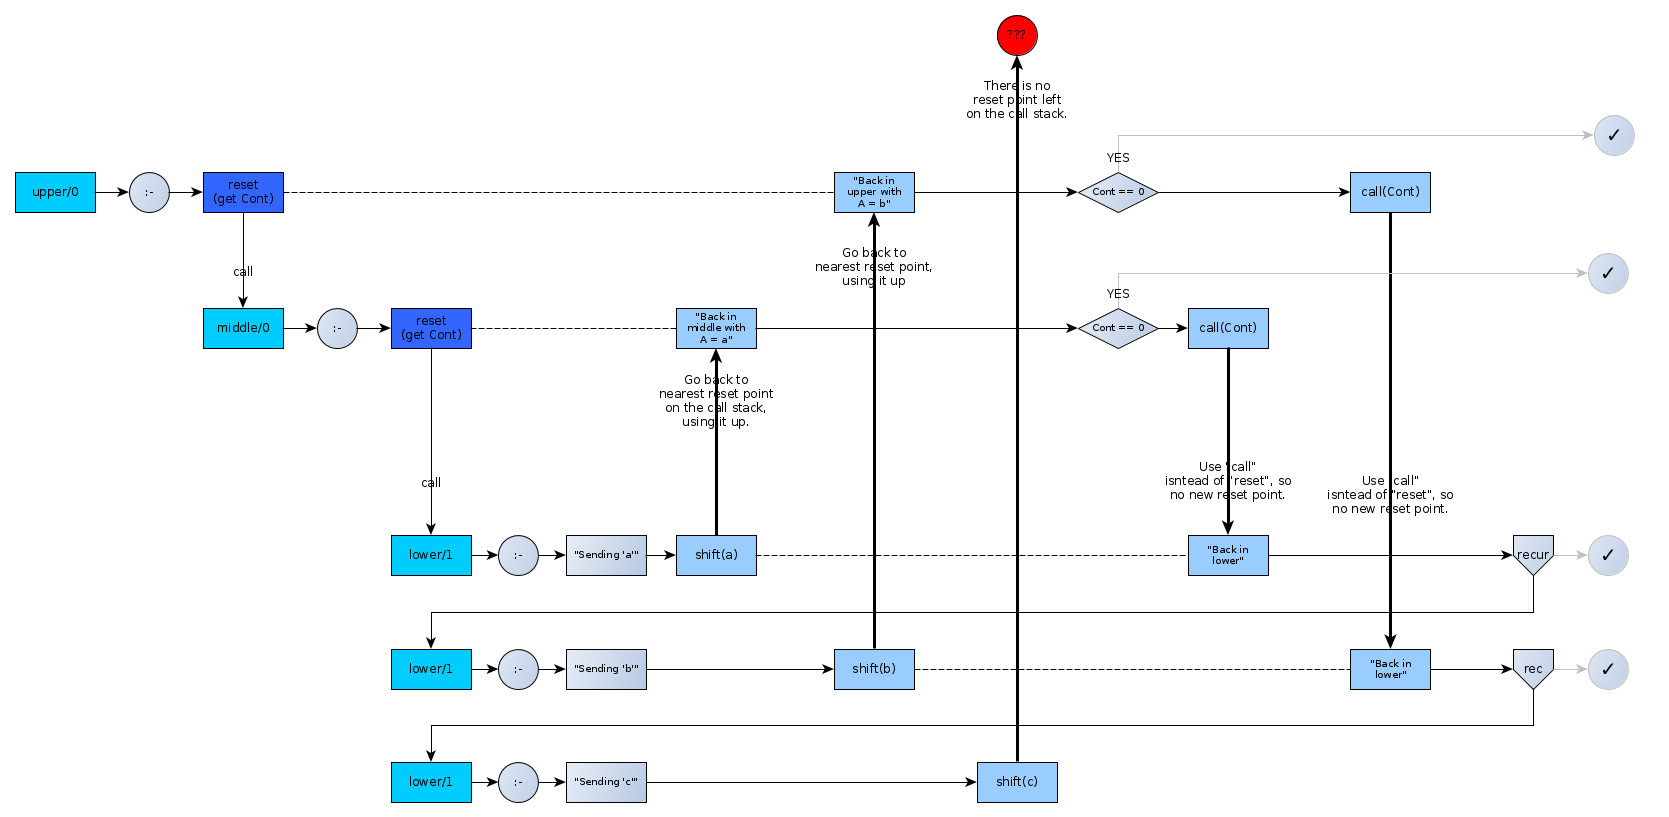 ???
There is no
reset point left
on the call stack.
✓
YES
upper/0
:-
reset
(get Cont)
"Back in
upper with
A = b"
Cont == 0
call(Cont)
Go back to
nearest reset point,
using it up
call
✓
YES
middle/0
:-
reset
(get Cont)
"Back in
middle with
A = a"
Cont == 0
call(Cont)
Go back to
nearest reset point
on the call stack,
using it up.
call
Use "call"
isntead of "reset", so
no new reset point.
Use "call"
isntead of "reset", so
no new reset point.
lower/1
:-
"Sending 'a'"
shift(a)
"Back in
lower"
recur
✓
lower/1
:-
"Sending 'b'"
shift(b)
"Back in
lower"
rec
✓
lower/1
:-
"Sending 'c'"
shift(c)